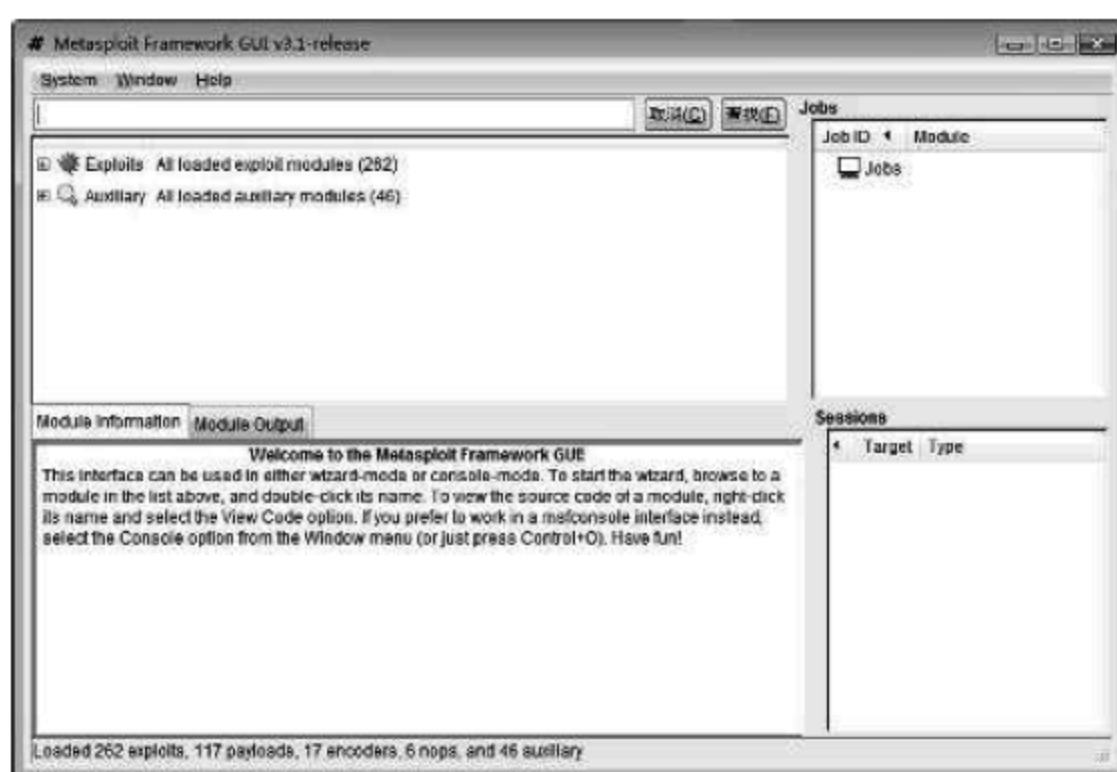 Metasploit Framework GUI v3.1-release
System Window Help
取消(C) 查找(F)
Exploits All loaded exploit modules (262)
Auxiliary All loaded auxiliary modules (46)
Jobs
Job ID Module
Jobs
Module Information Module Output
Welcome to the Metasploit Framework GUI!
This interface can be used in either wizard-mode or console-mode. To start the wizard, browse to a
module in the list above, and double-click its name. To view the source code of a module, right-click
its name and select the View Code option. If you prefer to work in a msfconsole interface instead,
select the Console option from the Window menu (or just press Control+O). Have fun!
Sessions
Target Type
Loaded 262 exploits, 117 payloads, 17 encoders, 6 nops, and 46 auxiliary